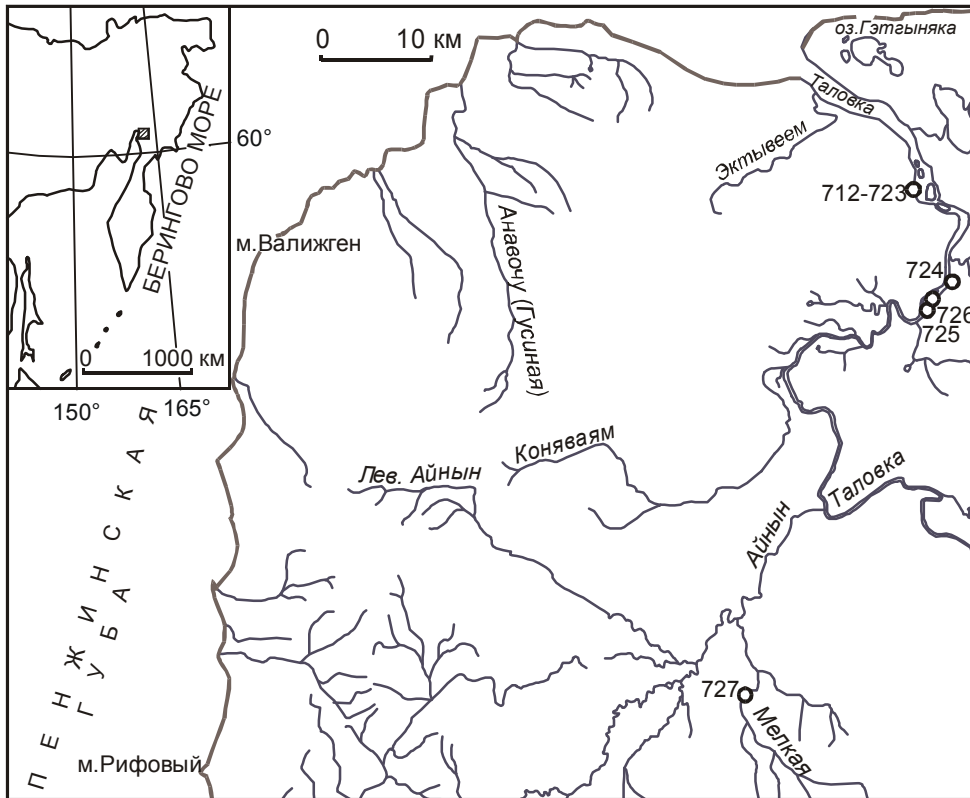 0 10 км
оз.Гэтгыняка
Таловка
60°
БЕРИНГОВО МОРЕ
Эктывеем
712-723
м.Валижген
Анавочу (Гусиная)
724
726
725
0 1000 км
150°
165°
Коняваям
Лев. Айнын
Таловка
Айнын
ПЕНЖИНСКАЯ
ГУБА
727
Мелкая
м.Рифовый